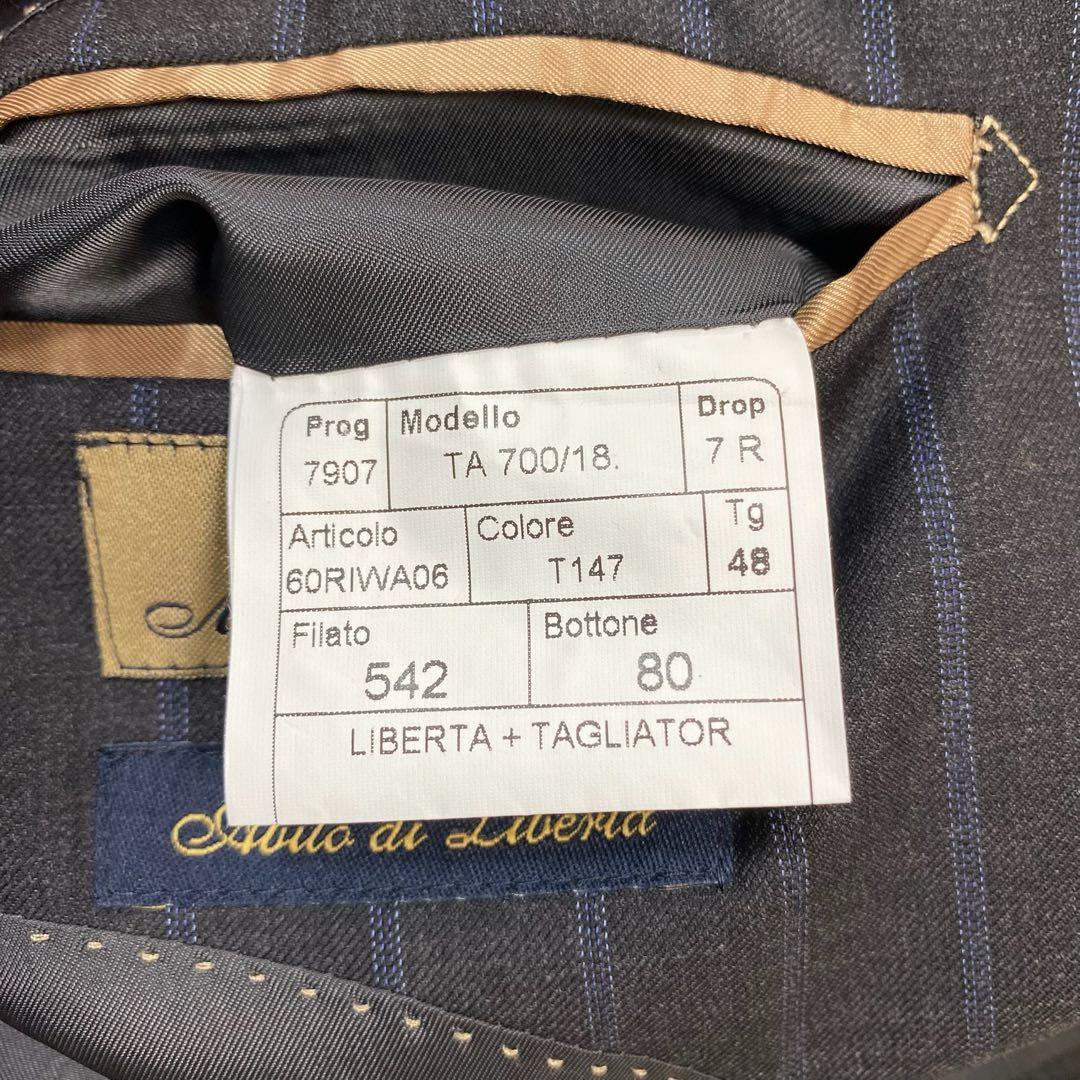 Prog Modello Drop
7907 TA 700/18. 7 R
Articolo Colore Tg
60RIWA06 T147 48
Filato Bottone
542 80
LIBERTA + TAGLIATOR
Abito di Liberta